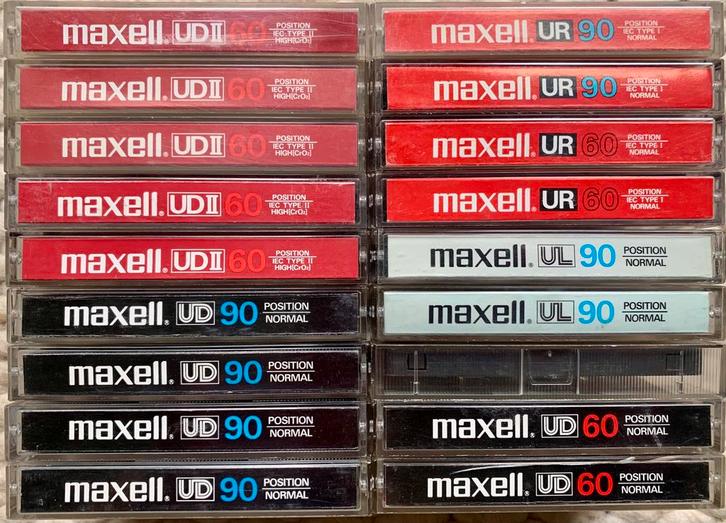 maxell. UDII 60 POSITION IEC TYPE II HIGH(CrO₂)
maxell. UDII 60 POSITION IEC TYPE II HIGH(CrO₂)
maxell. UDII 60 POSITION IEC TYPE II HIGH(CrO₂)
maxell. UDII 60 POSITION IEC TYPE II HIGH(CrO₂)
maxell. UDII 60 POSITION IEC TYPE II HIGH(CrO₂)
maxell. UD 90 POSITION NORMAL
maxell. UD 90 POSITION NORMAL
maxell. UD 90 POSITION NORMAL
maxell. UD 90 POSITION NORMAL
maxell. UR 90 POSITION IEC TYPE I NORMAL
maxell. UR 90 POSITION IEC TYPE I NORMAL
maxell. UR 60 POSITION IEC TYPE I NORMAL
maxell. UR 60 POSITION IEC TYPE I NORMAL
maxell. UL 90 POSITION NORMAL
maxell. UL 90 POSITION NORMAL
maxell. UD 60 POSITION NORMAL
maxell. UD 60 POSITION NORMAL